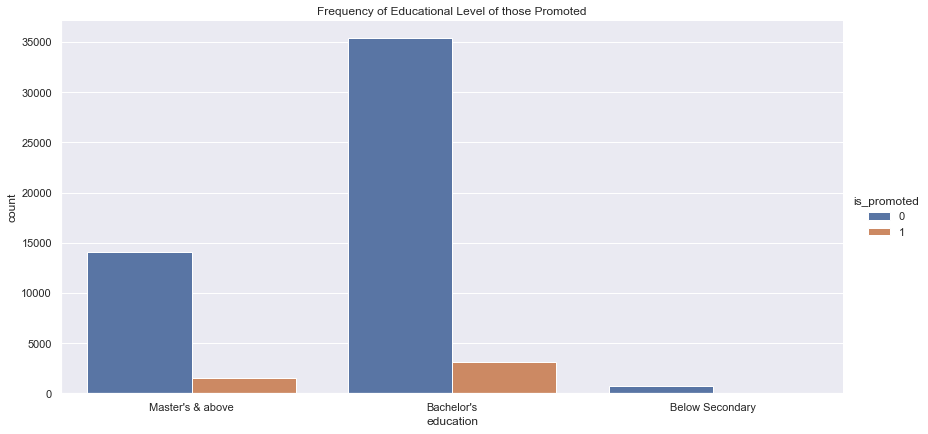 Frequency of Educational Level of those Promoted
35000
30000
25000
20000
15000
10000
5000
0
count
Master's & above
Bachelor's
Below Secondary
education
is_promoted
0
1